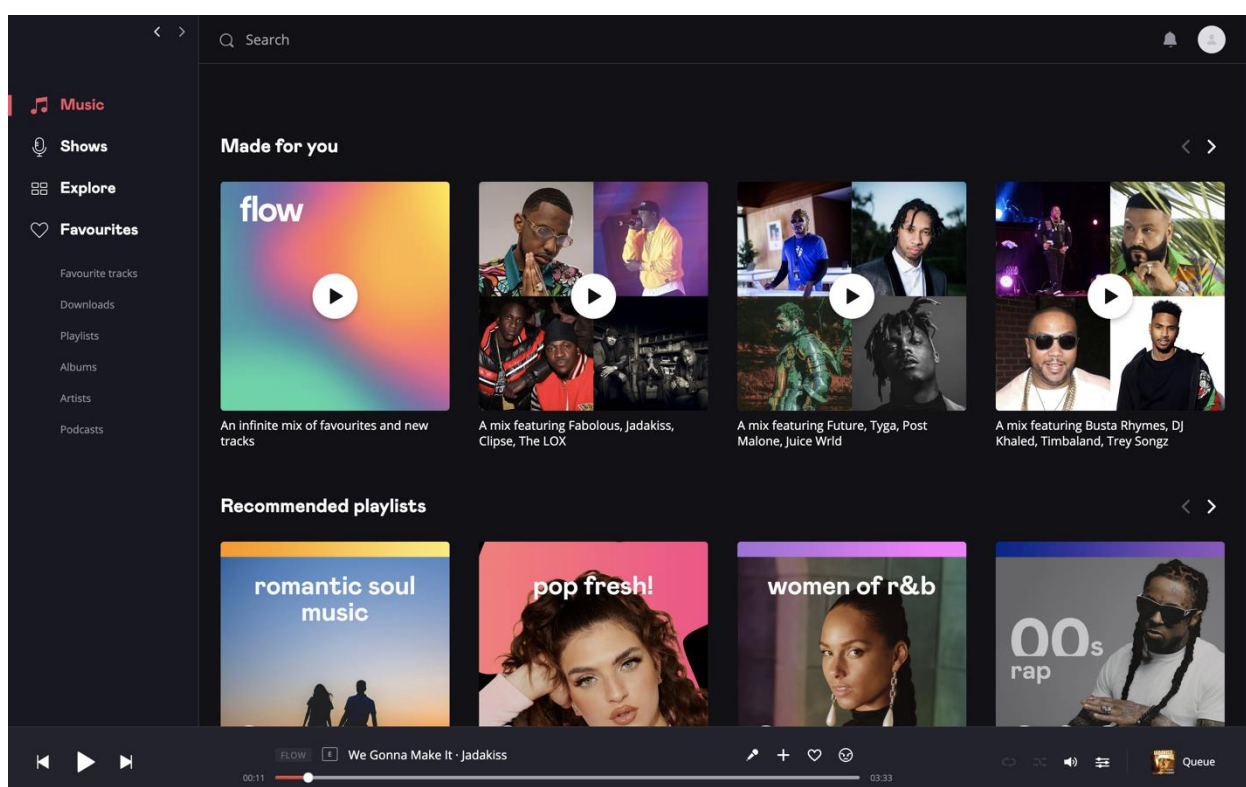 Search
Music
Shows
Explore
Favourites
Favourite tracks
Downloads
Playlists
Albums
Artists
Podcasts
Made for you
flow
An infinite mix of favourites and new
tracks
A mix featuring Fabolous, Jadakiss,
Clipse, The LOX
A mix featuring Future, Tyga, Post
Malone, Juice Wrld
A mix featuring Busta Rhymes, DJ
Khaled, Timbaland, Trey Songz
Recommended playlists
romantic soul
music
pop fresh!
women of r&b
00s
rap
FLOW E We Gonna Make It · Jadakiss
00:11
03:33
Queue